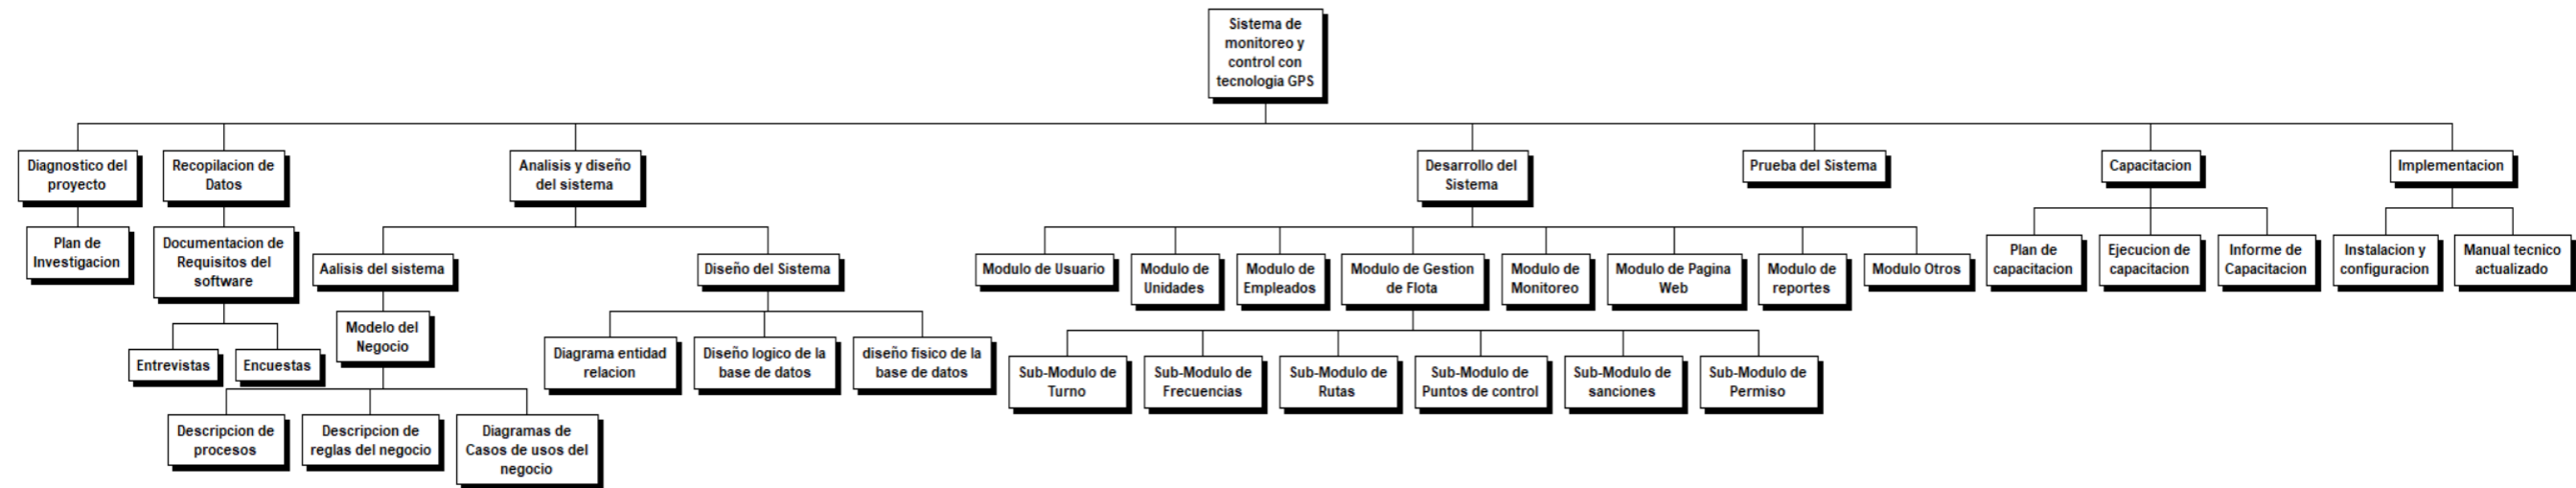 Sistema de
monitoreo y
control con
tecnologia GPS
Diagnostico del
proyecto
Recopilacion de
Datos
Analisis y diseño
del sistema
Desarrollo del
Sistema
Prueba del Sistema
Capacitacion
Implementacion
Plan de
Investigacion
Documentacion de
Requisitos del
software
Aalisis del sistema
Diseño del Sistema
Modulo de Usuario
Modulo de
Unidades
Modulo de
Empleados
Modulo de Gestion
de Flota
Modulo de
Monitoreo
Modulo de Pagina
Web
Modulo de
reportes
Modulo Otros
Plan de
capacitacion
Ejecucion de
capacitacion
Informe de
Capacitacion
Instalacion y
configuracion
Manual tecnico
actualizado
Entrevistas
Encuestas
Modelo del
Negocio
Diagrama entidad
relacion
Diseño logico de la
base de datos
diseño fisico de la
base de datos
Sub-Modulo de
Turno
Sub-Modulo de
Frecuencias
Sub-Modulo de
Rutas
Sub-Modulo de
Puntos de control
Sub-Modulo de
sanciones
Sub-Modulo de
Permiso
Descripcion de
procesos
Descripcion de
reglas del negocio
Diagramas de
Casos de usos del
negocio